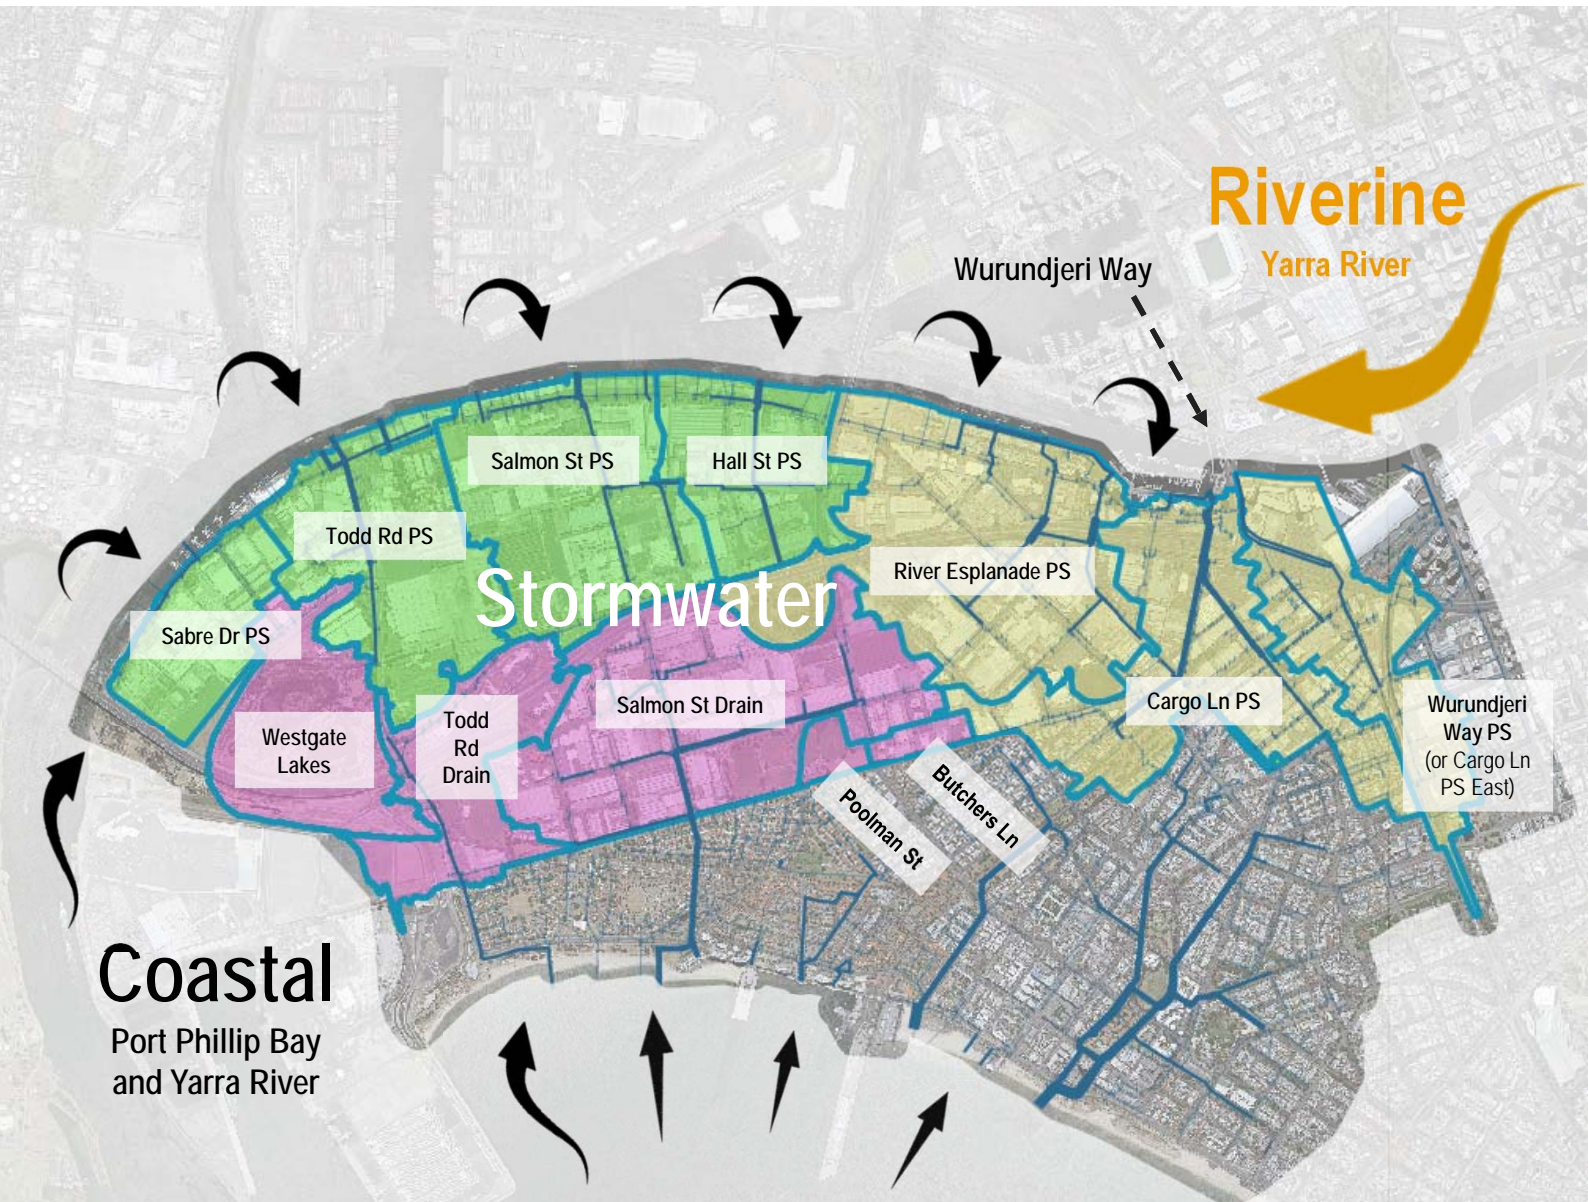 Riverine
Yarra River
Wurundjeri Way
Salmon St PS
Hall St PS
Todd Rd PS
River Esplanade PS
Stormwater
Sabre Dr PS
Cargo Ln PS
Salmon St Drain
Wurundjeri
Way PS
(or Cargo Ln
PS East)
Todd
Rd
Drain
Westgate
Lakes
Butchers Ln
Poolman St
Coastal
Port Phillip Bay
and Yarra River